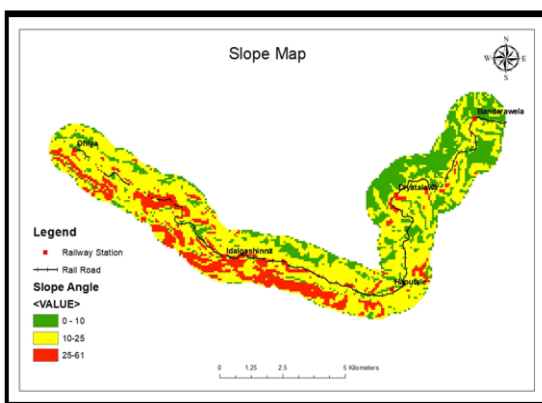 Slope Map
N
W E
S
Bandarawela
Ohiya
Diyatalawa
Idalgashinna
Haputale
Legend
Railway Station
Rail Road
Slope Angle
<VALUE>
0 - 10
10-25
25-61
0 1.25 2.5 5 Kilometers